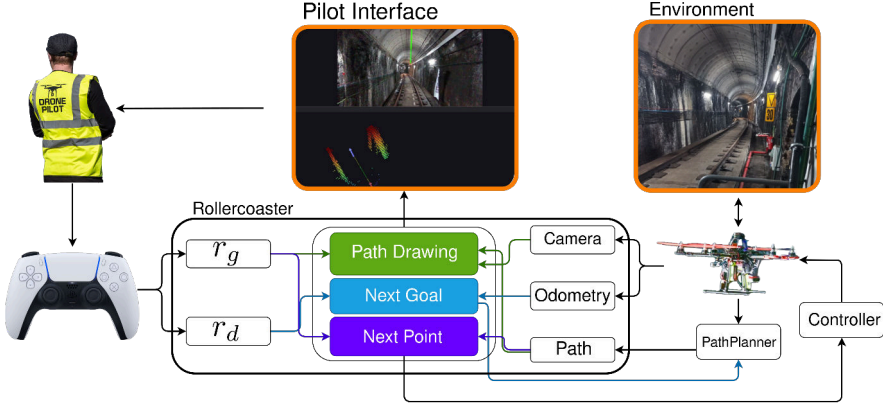 Pilot Interface
Environment
DRONE
PILOT
Rollercoaster
r_g
r_d
Path Drawing
Next Goal
Next Point
Camera
Odometry
Path
PathPlanner
Controller